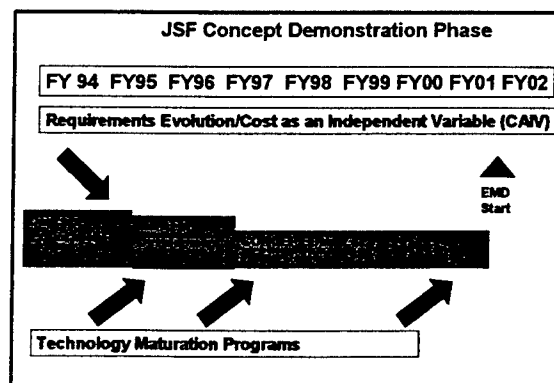 JSF Concept Demonstration Phase
FY 94 FY95 FY96 FY97 FY98 FY99 FY00 FY01 FY02
Requirements Evolution/Cost as an Independent Variable (CAIV)
EMD
Start
Technology Maturation Programs